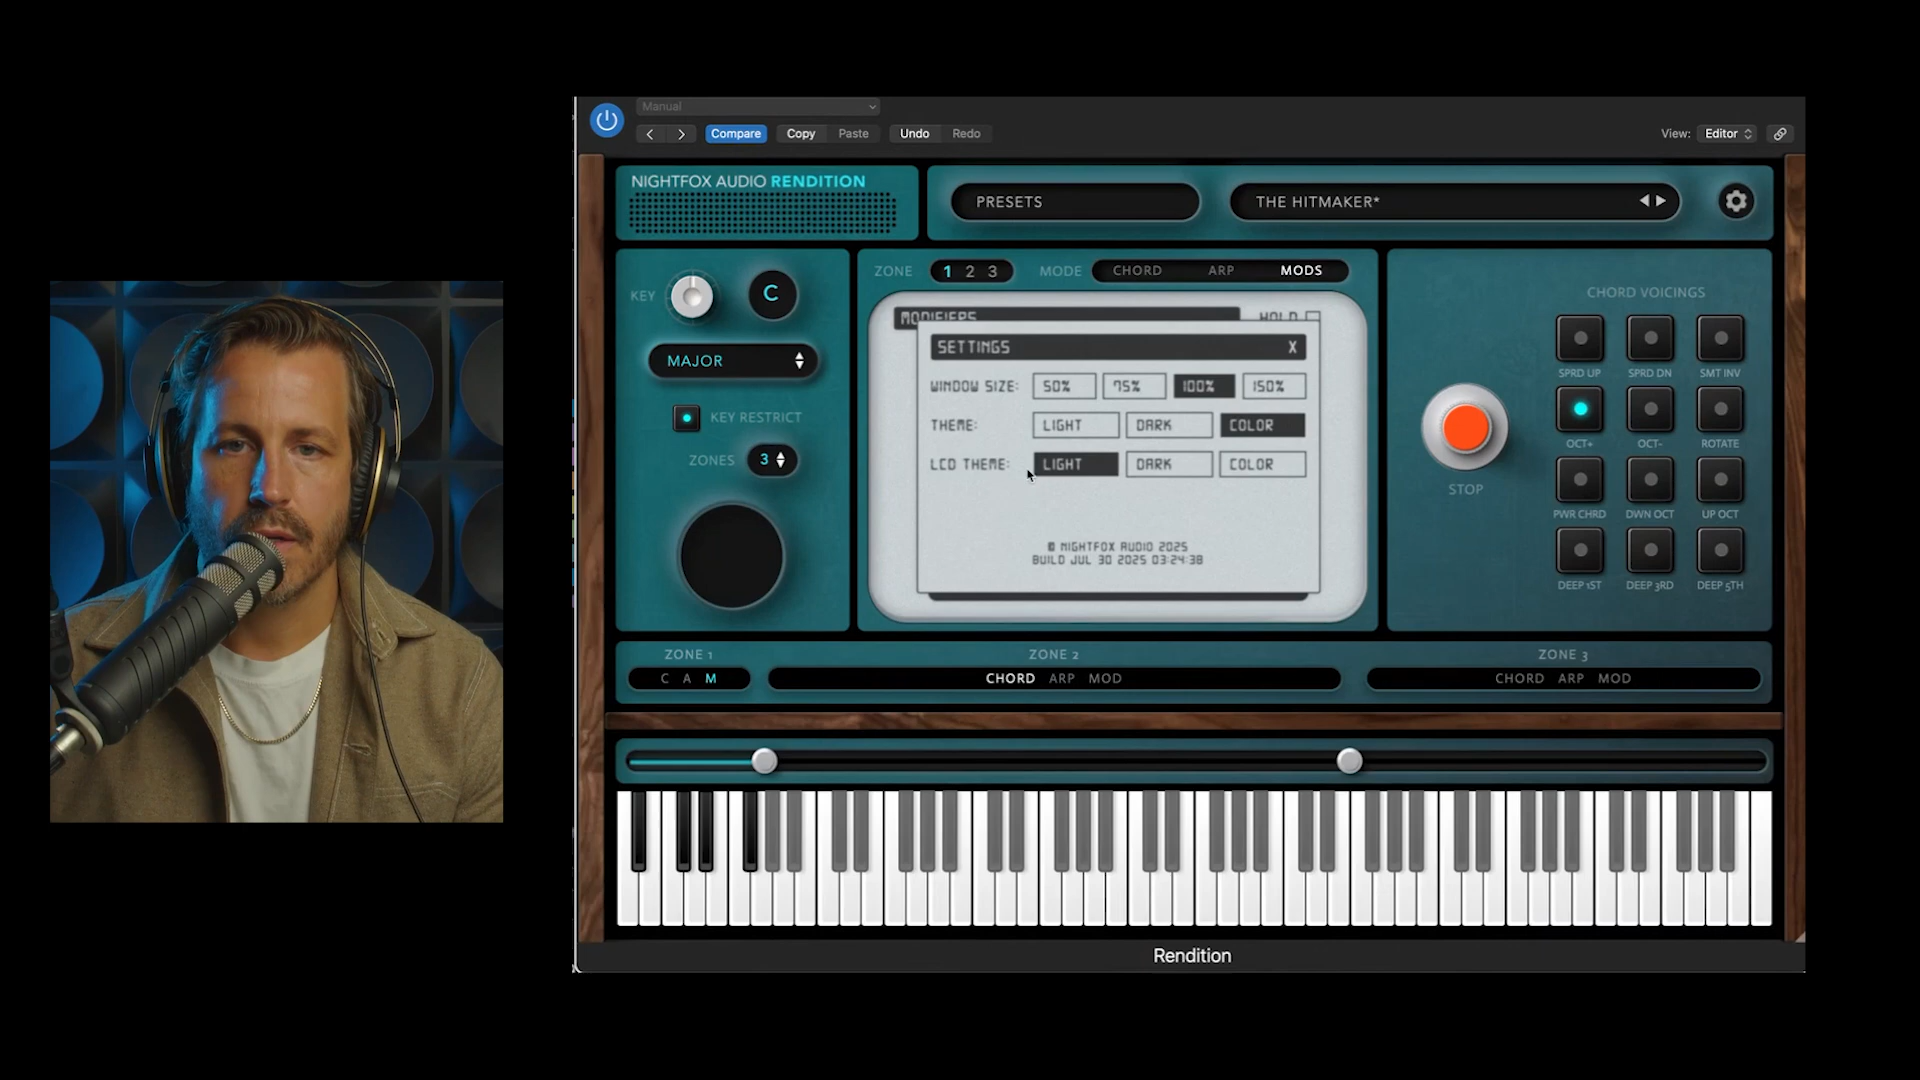 Manual
Compare Copy Paste Undo Redo
View: Editor
NIGHTFOX AUDIO RENDITION
PRESETS
THE HITMAKER*
KEY C
MAJOR
KEY RESTRICT
ZONES 3
ZONE 1 2 3 MODE CHORD ARP MODS
MODIFIERS HOLD
SETTINGS X
WINDOW SIZE: 50% 75% 100% 150%
THEME: LIGHT DARK COLOR
LCD THEME: LIGHT DARK COLOR
© NIGHTFOX AUDIO 2025
BUILD JUL 30 2025 03:24:38
STOP
CHORD VOICINGS
SPRD UP SPRD DN SMT INV
OCT+ OCT- ROTATE
PWR CHRD DWN OCT UP OCT
DEEP 1ST DEEP 3RD DEEP 5TH
ZONE 1 ZONE 2 ZONE 3
C A M CHORD ARP MOD CHORD ARP MOD
Rendition